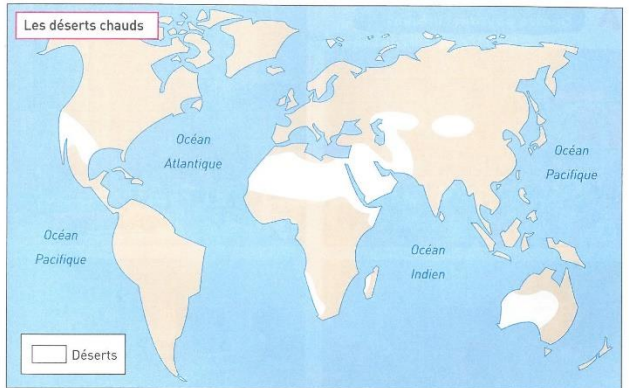 Les déserts chauds
Océan
Atlantique
Océan
Pacifique
Océan
Pacifique
Océan
Indien
Déserts